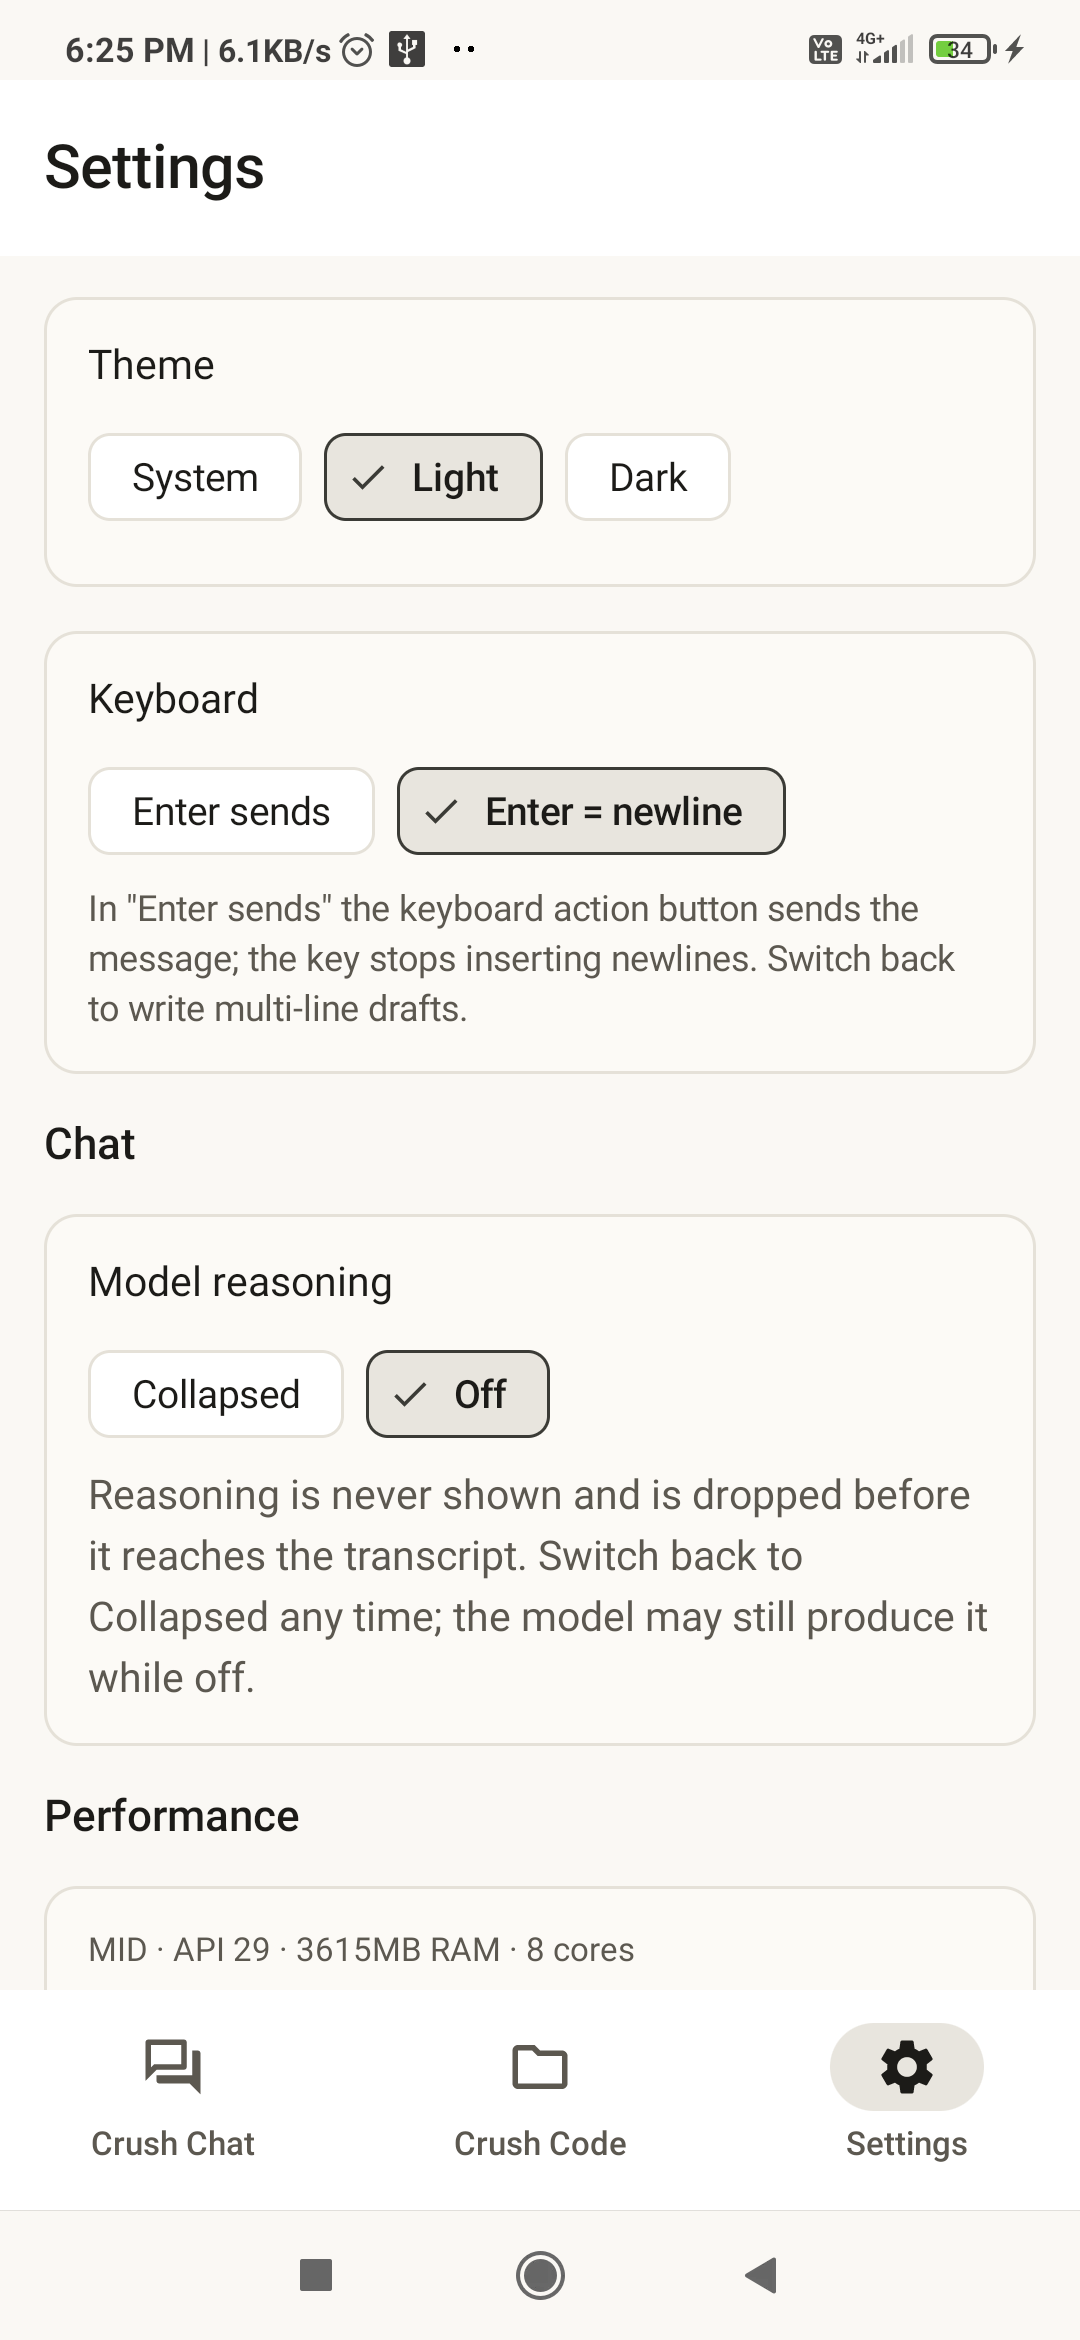 6:25 PM | 6.1KB/s
Vo LTE
4G+
34
Settings
Theme
System
Light
Dark
Keyboard
Enter sends
Enter = newline
In "Enter sends" the keyboard action button sends the
message; the key stops inserting newlines. Switch back
to write multi-line drafts.
Chat
Model reasoning
Collapsed
Off
Reasoning is never shown and is dropped before
it reaches the transcript. Switch back to
Collapsed any time; the model may still produce it
while off.
Performance
MID · API 29 · 3615MB RAM · 8 cores
Crush Chat
Crush Code
Settings